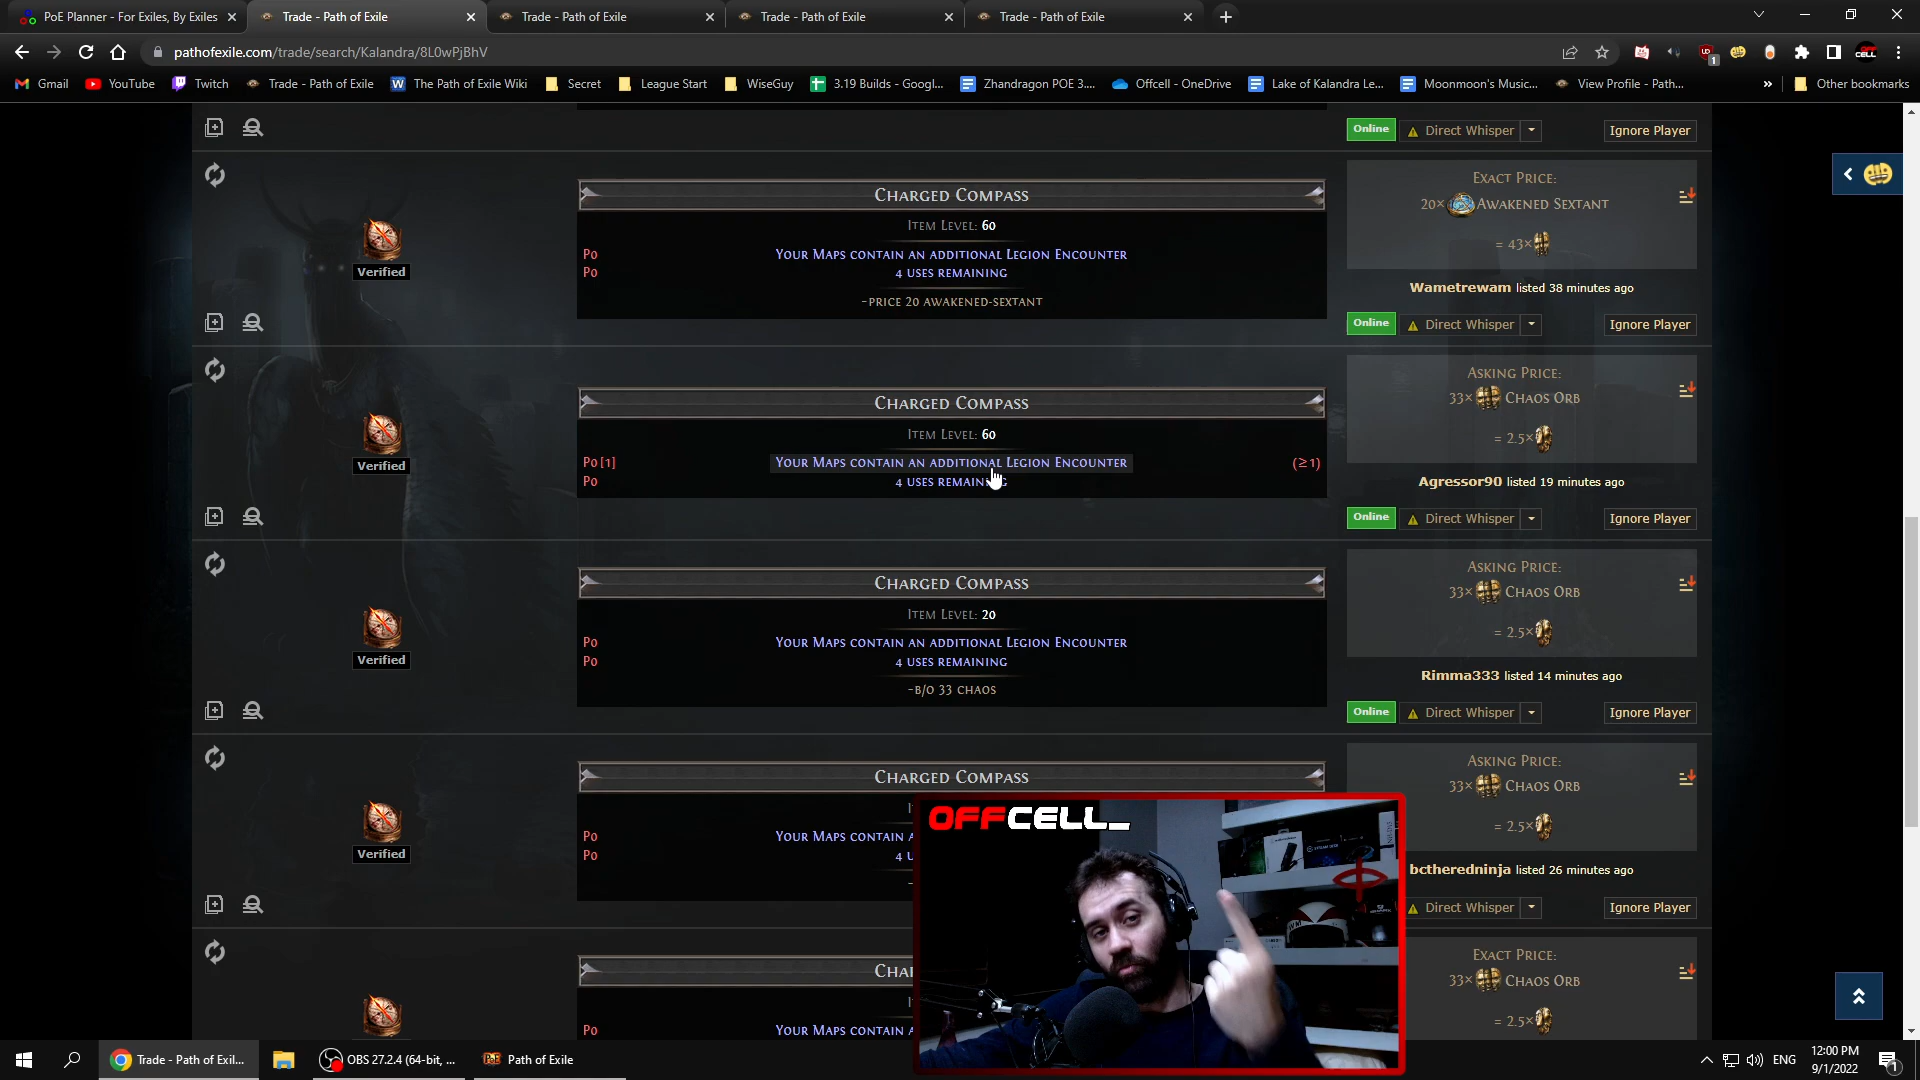 PoE Planner - For Exiles, By Exiles
Trade - Path of Exile
Trade - Path of Exile
Trade - Path of Exile
Trade - Path of Exile
pathofexile.com/trade/search/Kalandra/8L0wPjBhV
1
Gmail
YouTube
Twitch
Trade - Path of Exile
The Path of Exile Wiki
Secret
League Start
WiseGuy
3.19 Builds - Googl...
Zhandragon POE 3....
Offcell - OneDrive
Lake of Kalandra Le...
Moonmoon's Music...
View Profile - Path...
»
Other bookmarks
Online
Direct Whisper
Ignore Player
Verified
Charged Compass
Item Level: 60
Po
Your Maps contain an additional Legion Encounter
Po
4 uses remaining
~price 20 awakened-sextant
Exact Price:
20× Awakened Sextant
= 43×
Wametrewam listed 38 minutes ago
Online
Direct Whisper
Ignore Player
Verified
Charged Compass
Item Level: 60
Po [1]
Your Maps contain an additional Legion Encounter
(≥1)
Po
Asking Price:
33× Chaos Orb
= 2.5×
Agressor90 listed 19 minutes ago
Online
Direct Whisper
Ignore Player
Verified
Charged Compass
Item Level: 20
Po
Your Maps contain an additional Legion Encounter
Po
4 uses remaining
~b/o 33 chaos
Asking Price:
33× Chaos Orb
= 2.5×
Rimma333 listed 14 minutes ago
Online
Direct Whisper
Ignore Player
Verified
Charged Compass
Po
Your Maps contain
Po
4
Asking Price:
33× Chaos Orb
= 2.5×
bctheredninja listed 26 minutes ago
Direct Whisper
Ignore Player
Po
Your Maps contain
Exact Price:
33× Chaos Orb
= 2.5×
OFFCELL_
Trade - Path of Exil...
OBS 27.2.4 (64-bit, ...
Path of Exile
ENG
12:00 PM
9/1/2022
1